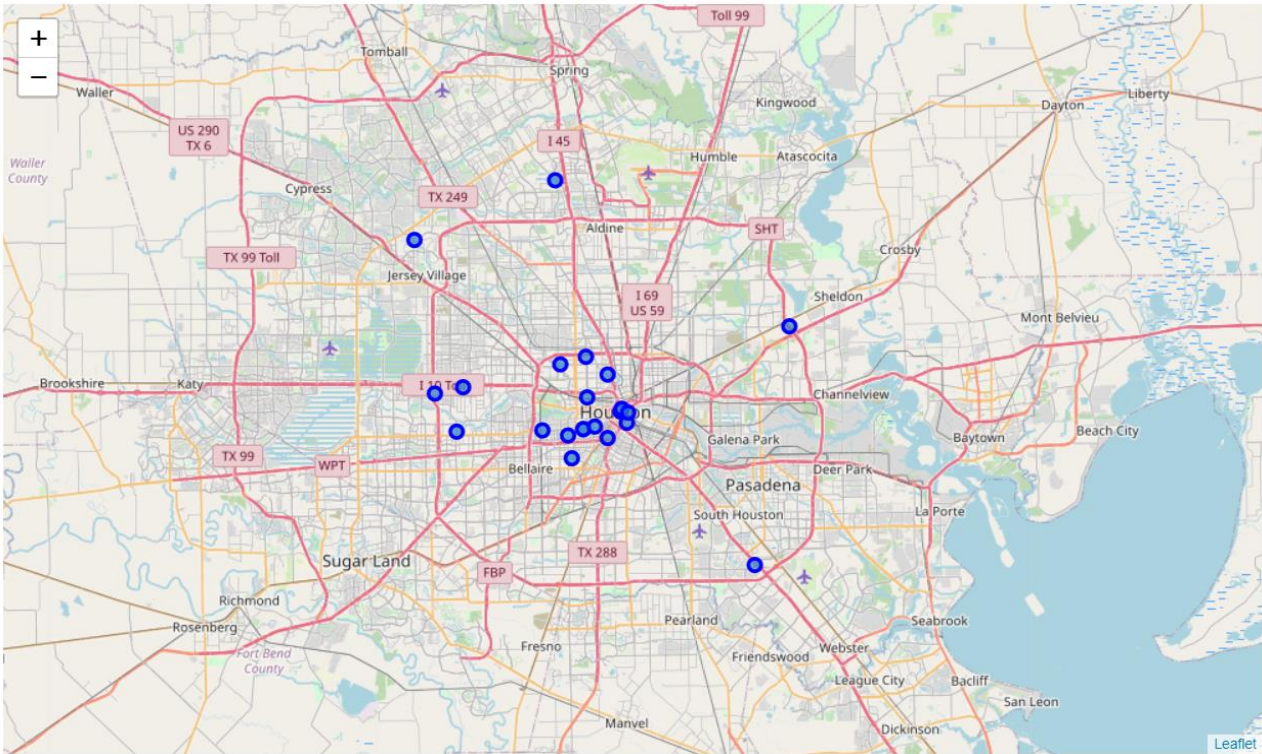 +
−
Toll 99
Tomball
Spring
Waller
Kingwood
Dayton
Liberty
US 290
TX 6
I 45
Waller
County
Humble
Atascocita
Cypress
TX 249
Aldine
SHT
TX 99 Toll
Crosby
Jersey Village
I 69
US 59
Sheldon
Mont Belvieu
Brookshire
Katy
Channelview
Houston
Beach City
Galena Park
Baytown
TX 99
WPT
Bellaire
Deer Park
Pasadena
South Houston
La Porte
TX 288
Sugar Land
FBP
Richmond
Rosenberg
Pearland
Seabrook
Fort Bend
County
Fresno
Friendswood
Webster
League City
Bacliff
San Leon
Manvel
Dickinson
Leaflet